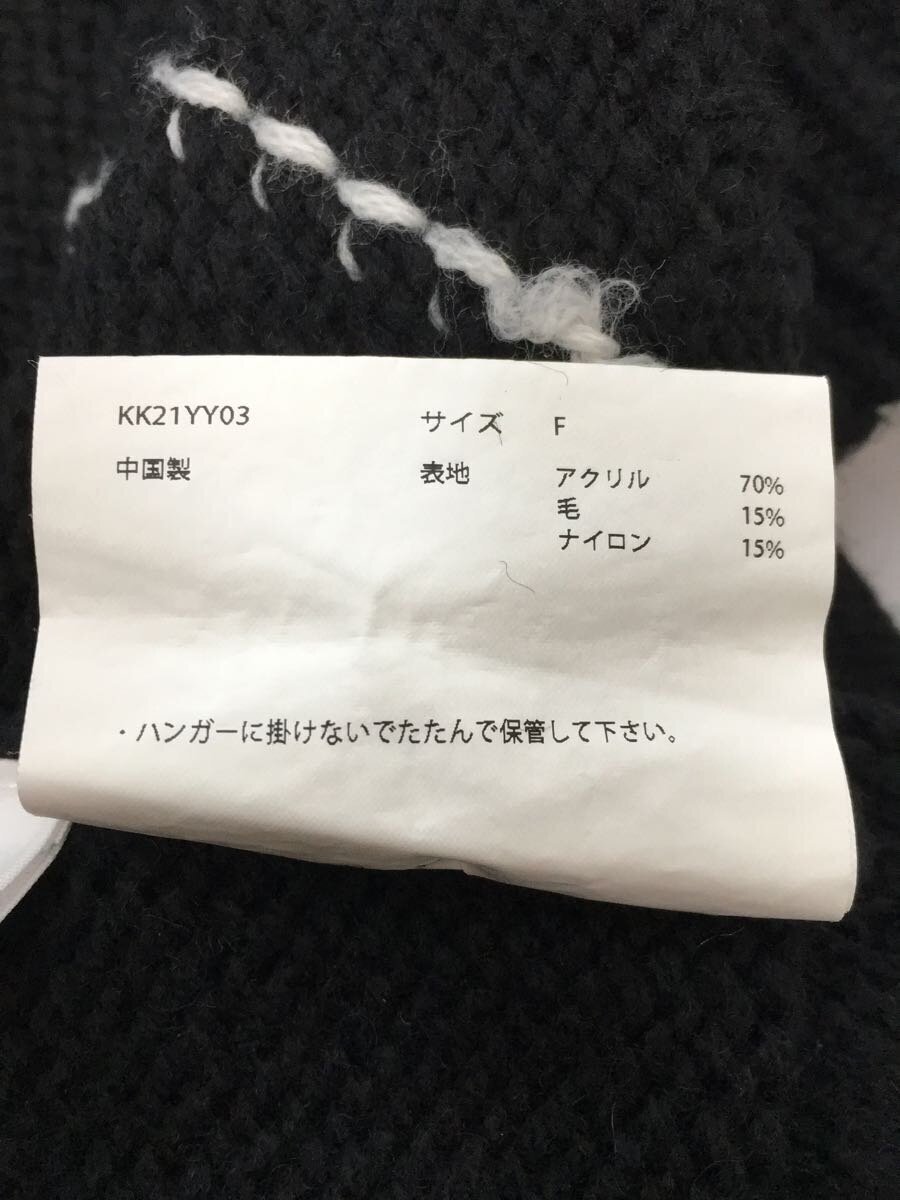 KK21YY03 サイズ F
中国製 表地 アクリル 70%
毛 15%
ナイロン 15%
・ハンガーに掛けないでたたんで保管して下さい。